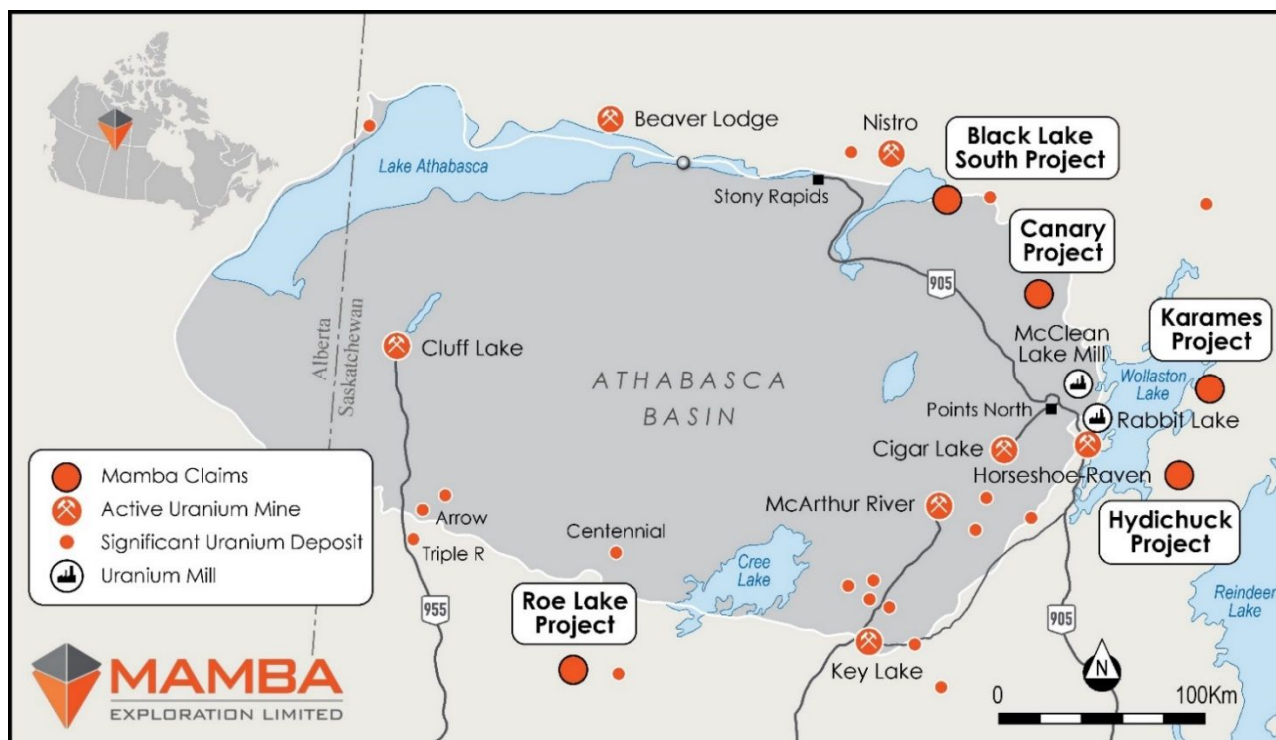 Beaver Lodge
Nistro
Black Lake
South Project
Lake Athabasca
Stony Rapids
Canary
Project
905
Alberta
Saskatchewan
Cluff Lake
ATHABASCA
BASIN
McClean
Lake Mill
Karames
Project
Wollaston
Lake
Points North
Rabbit Lake
Cigar Lake
Horseshoe-Raven
McArthur River
Hydichuck
Project
Mamba Claims
Active Uranium Mine
Significant Uranium Deposit
Uranium Mill
Arrow
Triple R
Centennial
Cree
Lake
Reindeer
Lake
955
Roe Lake
Project
905
Key Lake
N
0 100Km
MAMBA
EXPLORATION LIMITED